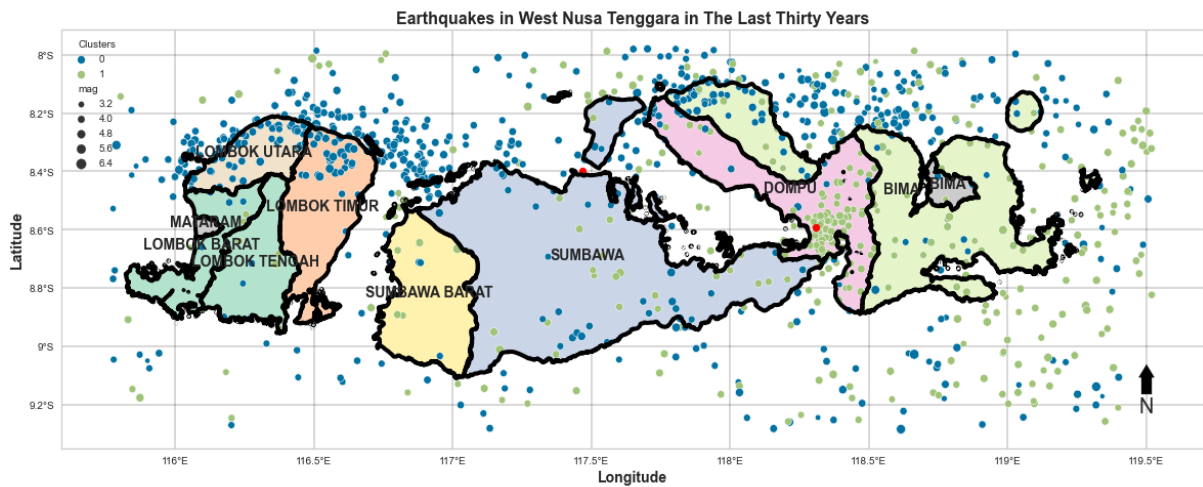 Earthquakes in West Nusa Tenggara in The Last Thirty Years
Clusters
0
1
mag
3.2
4.0
4.8
5.6
6.4
8°S
8.2°S
8.4°S
8.6°S
8.8°S
9°S
9.2°S
Latitude
LOMBOK UTARA
MATARAM
LOMBOK TIMUR
LOMBOK BARAT
LOMBOK TENGAH
SUMBAWA BARAT
SUMBAWA
DOMPU
BIMA
BIMA
N
116°E
116.5°E
117°E
117.5°E
118°E
118.5°E
119°E
119.5°E
Longitude